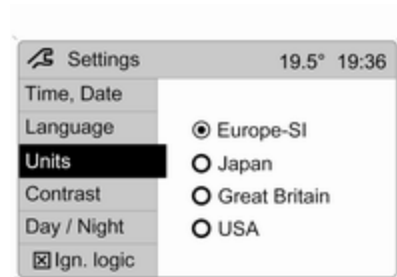 Settings 19.5° 19:36
Time, Date
Language
Units
Contrast
Day / Night
Ign. logic
Europe-SI
Japan
Great Britain
USA